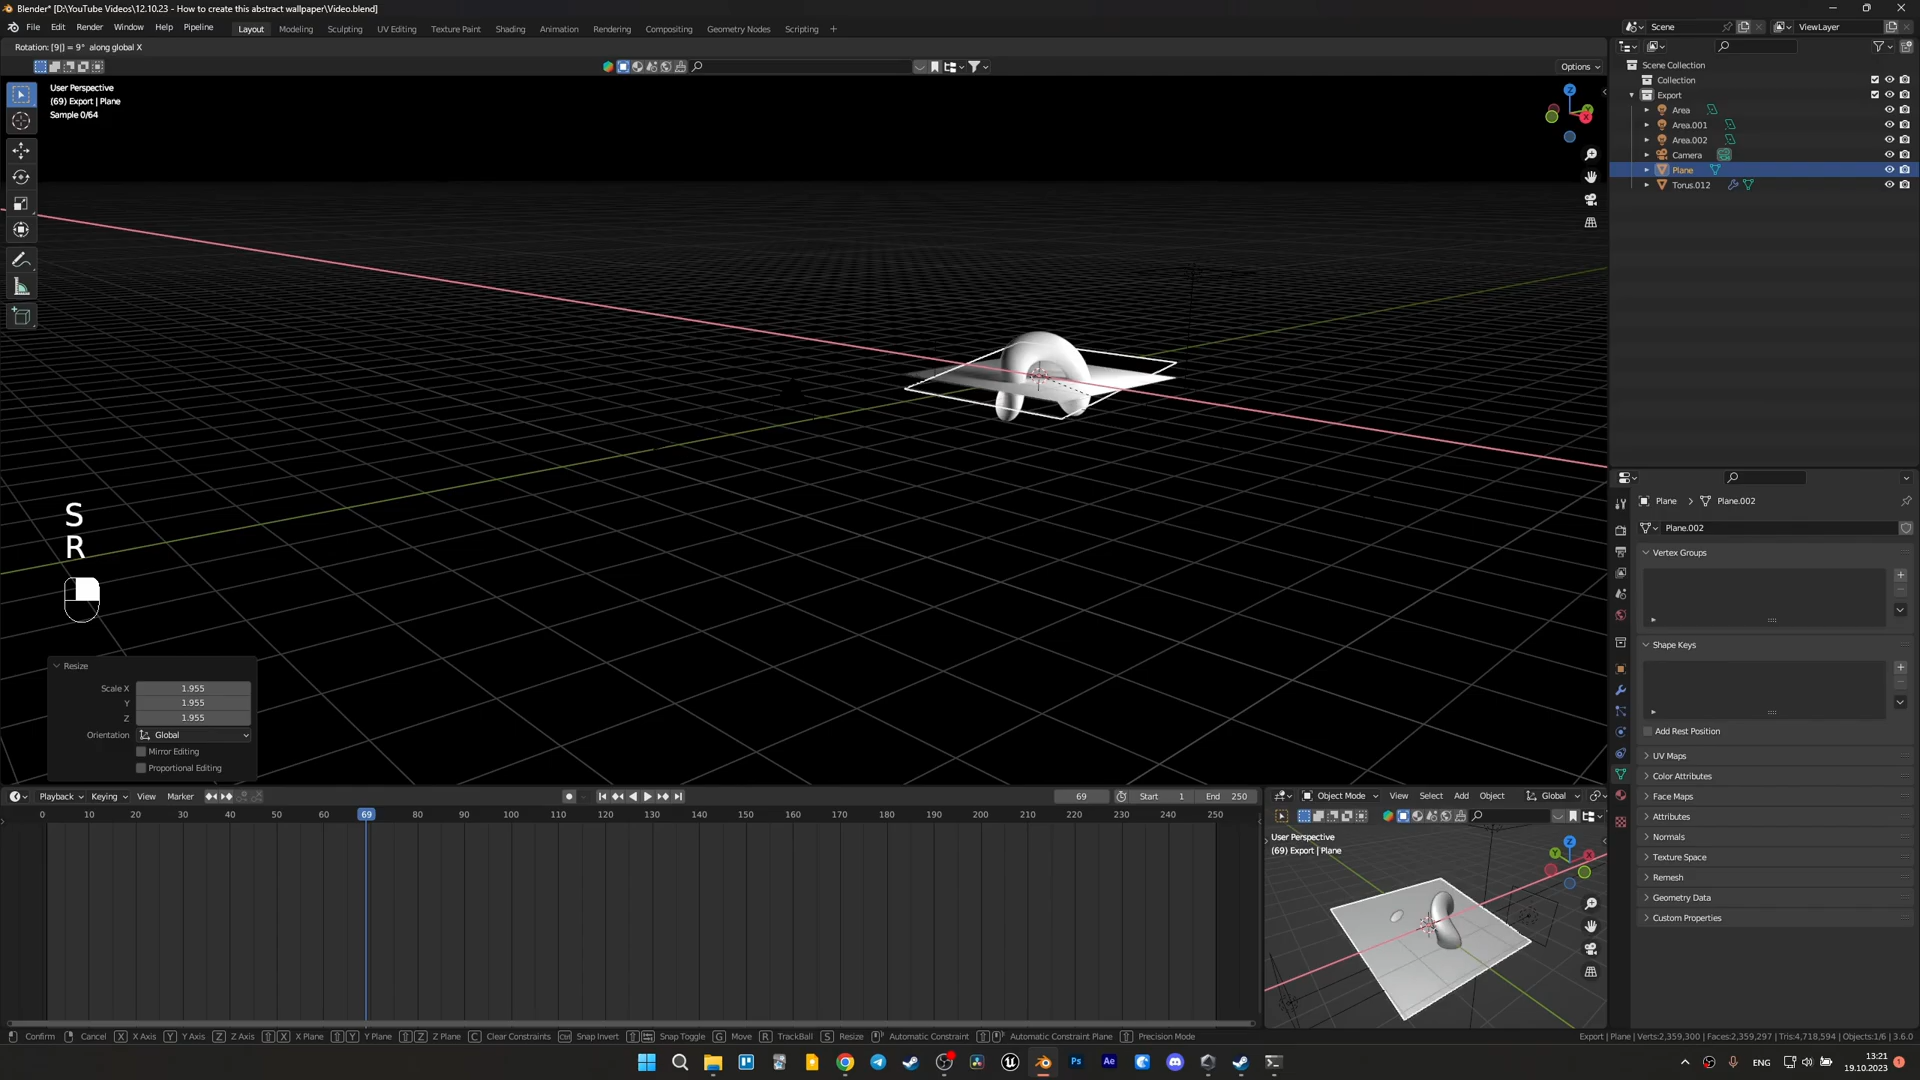 Blender* [D:\YouTube Videos\12.10.23 - How to create this abstract wallpaper\Video.blend]
File Edit Render Window Help Pipeline Layout Modeling Sculpting UV Editing Texture Paint Shading Animation Rendering Compositing Geometry Nodes Scripting + Scene ViewLayer
Rotation: [9|] = 9° along global X
Options
User Perspective
(69) Export | Plane
Sample 0/64
Z
Y
X
Scene Collection
Collection
Export
Area
Area.001
Area.002
Camera
Plane
Torus.012
S
R
Resize
Scale X 1.955
Y 1.955
Z 1.955
Orientation Global
Mirror Editing
Proportional Editing
Plane > Plane.002
Plane.002
Vertex Groups
Shape Keys
Add Rest Position
UV Maps
Color Attributes
Face Maps
Attributes
Normals
Texture Space
Remesh
Geometry Data
Custom Properties
Playback Keying View Marker 69 Start 1 End 250
0 10 20 30 40 50 60 69 80 90 100 110 120 130 140 150 160 170 180 190 200 210 220 230 240 250
Object Mode View Select Add Object Global
User Perspective
(69) Export | Plane
Z
Y
X
Confirm Cancel X X Axis Y Y Axis Z Z Axis X X Plane Y Y Plane Z Z Plane C Clear Constraints Ctrl Snap Invert Snap Toggle G Move R TrackBall S Resize Automatic Constraint Automatic Constraint Plane Precision Mode Export | Plane | Verts:2,359,300 | Faces:2,359,297 | Tris:4,718,594 | Objects:1/6 | 3.6.0
Ps Ae ENG 13:21
19.10.2023 1